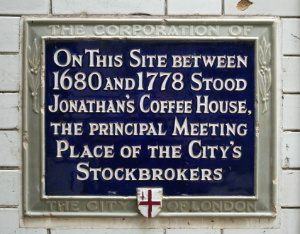 THE CORPORATION OF
ON THIS SITE BETWEEN
1680 AND 1778 STOOD
JONATHAN'S COFFEE HOUSE,
THE PRINCIPAL MEETING
PLACE OF THE CITY'S
STOCKBROKERS
THE CITY OF LONDON